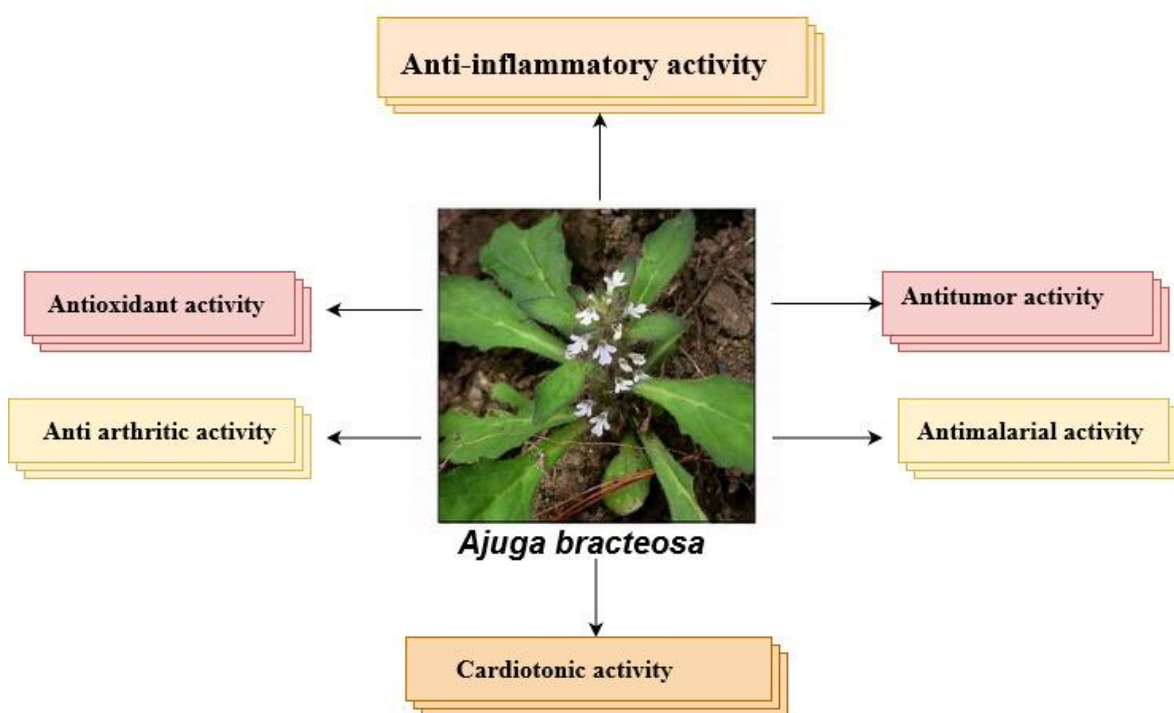 Anti-inflammatory activity
Antioxidant activity
Antitumor activity
Anti arthritic activity
Antimalarial activity
Ajuga bracteosa
Cardiotonic activity